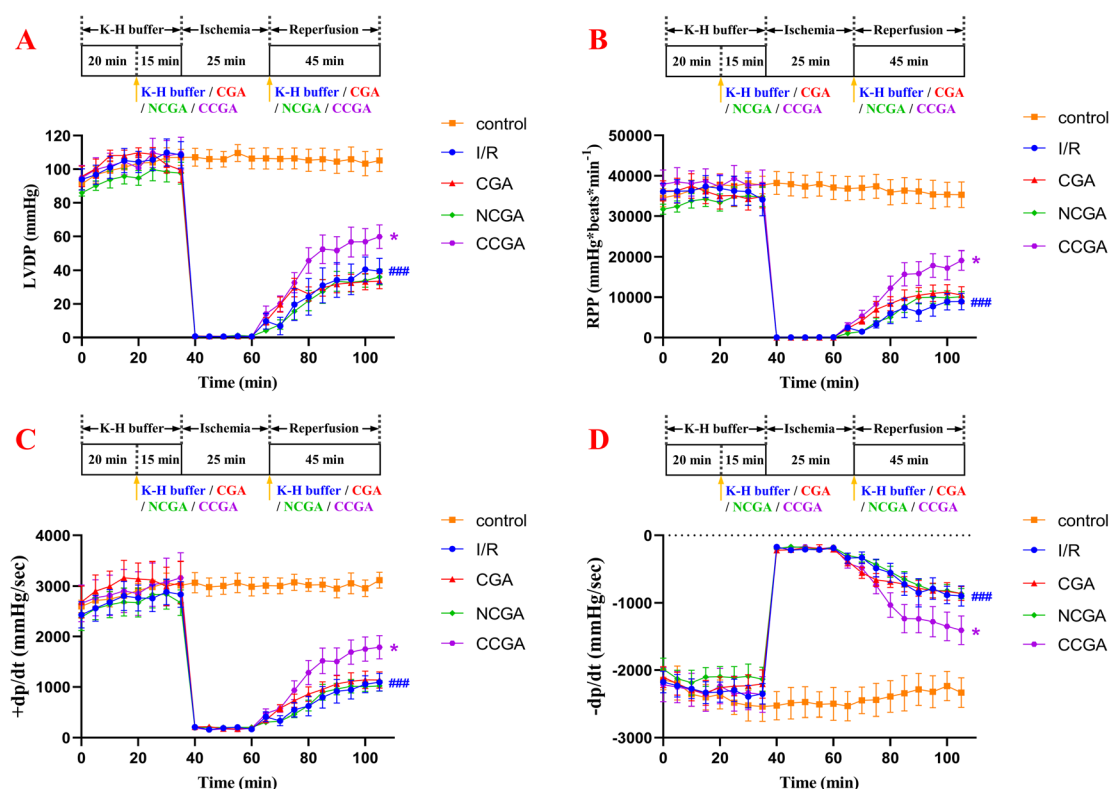 A
K-H buffer Ischemia Reperfusion
20 min 15 min 25 min 45 min
K-H buffer / CGA K-H buffer / CGA
/ NCGA / CCGA / NCGA / CCGA
LVDP (mmHg)
120
100
80
60
40
20
0
0 20 40 60 80 100
Time (min)
control
I/R
CGA
NCGA
CCGA
*
###
B
K-H buffer Ischemia Reperfusion
20 min 15 min 25 min 45 min
K-H buffer / CGA K-H buffer / CGA
/ NCGA / CCGA / NCGA / CCGA
RPP (mmHg*beats*min⁻¹)
50000
40000
30000
20000
10000
0
0 20 40 60 80 100
Time (min)
control
I/R
CGA
NCGA
CCGA
*
###
C
K-H buffer Ischemia Reperfusion
20 min 15 min 25 min 45 min
K-H buffer / CGA K-H buffer / CGA
/ NCGA / CCGA / NCGA / CCGA
+dp/dt (mmHg/sec)
4000
3000
2000
1000
0
0 20 40 60 80 100
Time (min)
control
I/R
CGA
NCGA
CCGA
*
###
D
K-H buffer Ischemia Reperfusion
20 min 15 min 25 min 45 min
K-H buffer / CGA K-H buffer / CGA
/ NCGA / CCGA / NCGA / CCGA
-dp/dt (mmHg/sec)
0
-1000
-2000
-3000
0 20 40 60 80 100
Time (min)
control
I/R
CGA
NCGA
CCGA
###
*